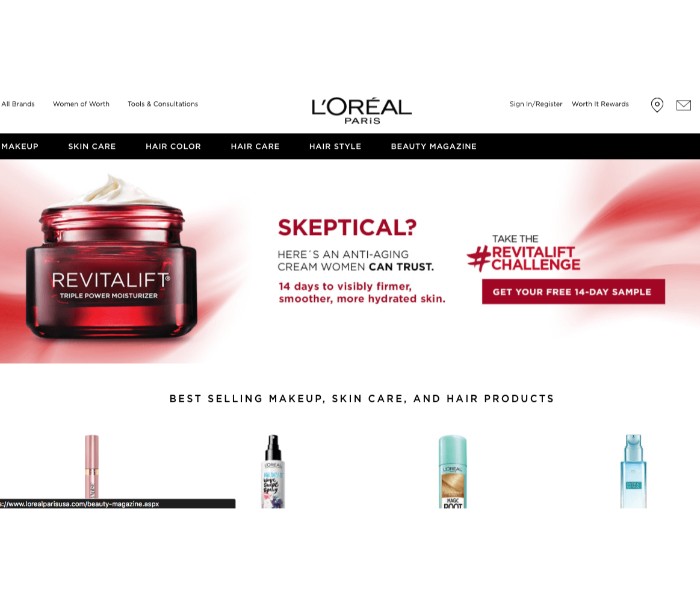 All Brands Women of Worth Tools & Consultations
L'ORÉAL
PARIS
Sign In/Register Worth It Rewards
MAKEUP SKIN CARE HAIR COLOR HAIR CARE HAIR STYLE BEAUTY MAGAZINE
REVITALIFT®
TRIPLE POWER MOISTURIZER
SKEPTICAL?
HERE´S AN ANTI-AGING
CREAM WOMEN CAN TRUST.
14 days to visibly firmer,
smoother, more hydrated skin.
TAKE THE
#REVITALIFT
CHALLENGE
GET YOUR FREE 14-DAY SAMPLE
BEST SELLING MAKEUP, SKIN CARE, AND HAIR PRODUCTS
L'ORÉAL
L'ORÉAL
MAGIC
ROOT
s://www.lorealparisusa.com/beauty-magazine.aspx